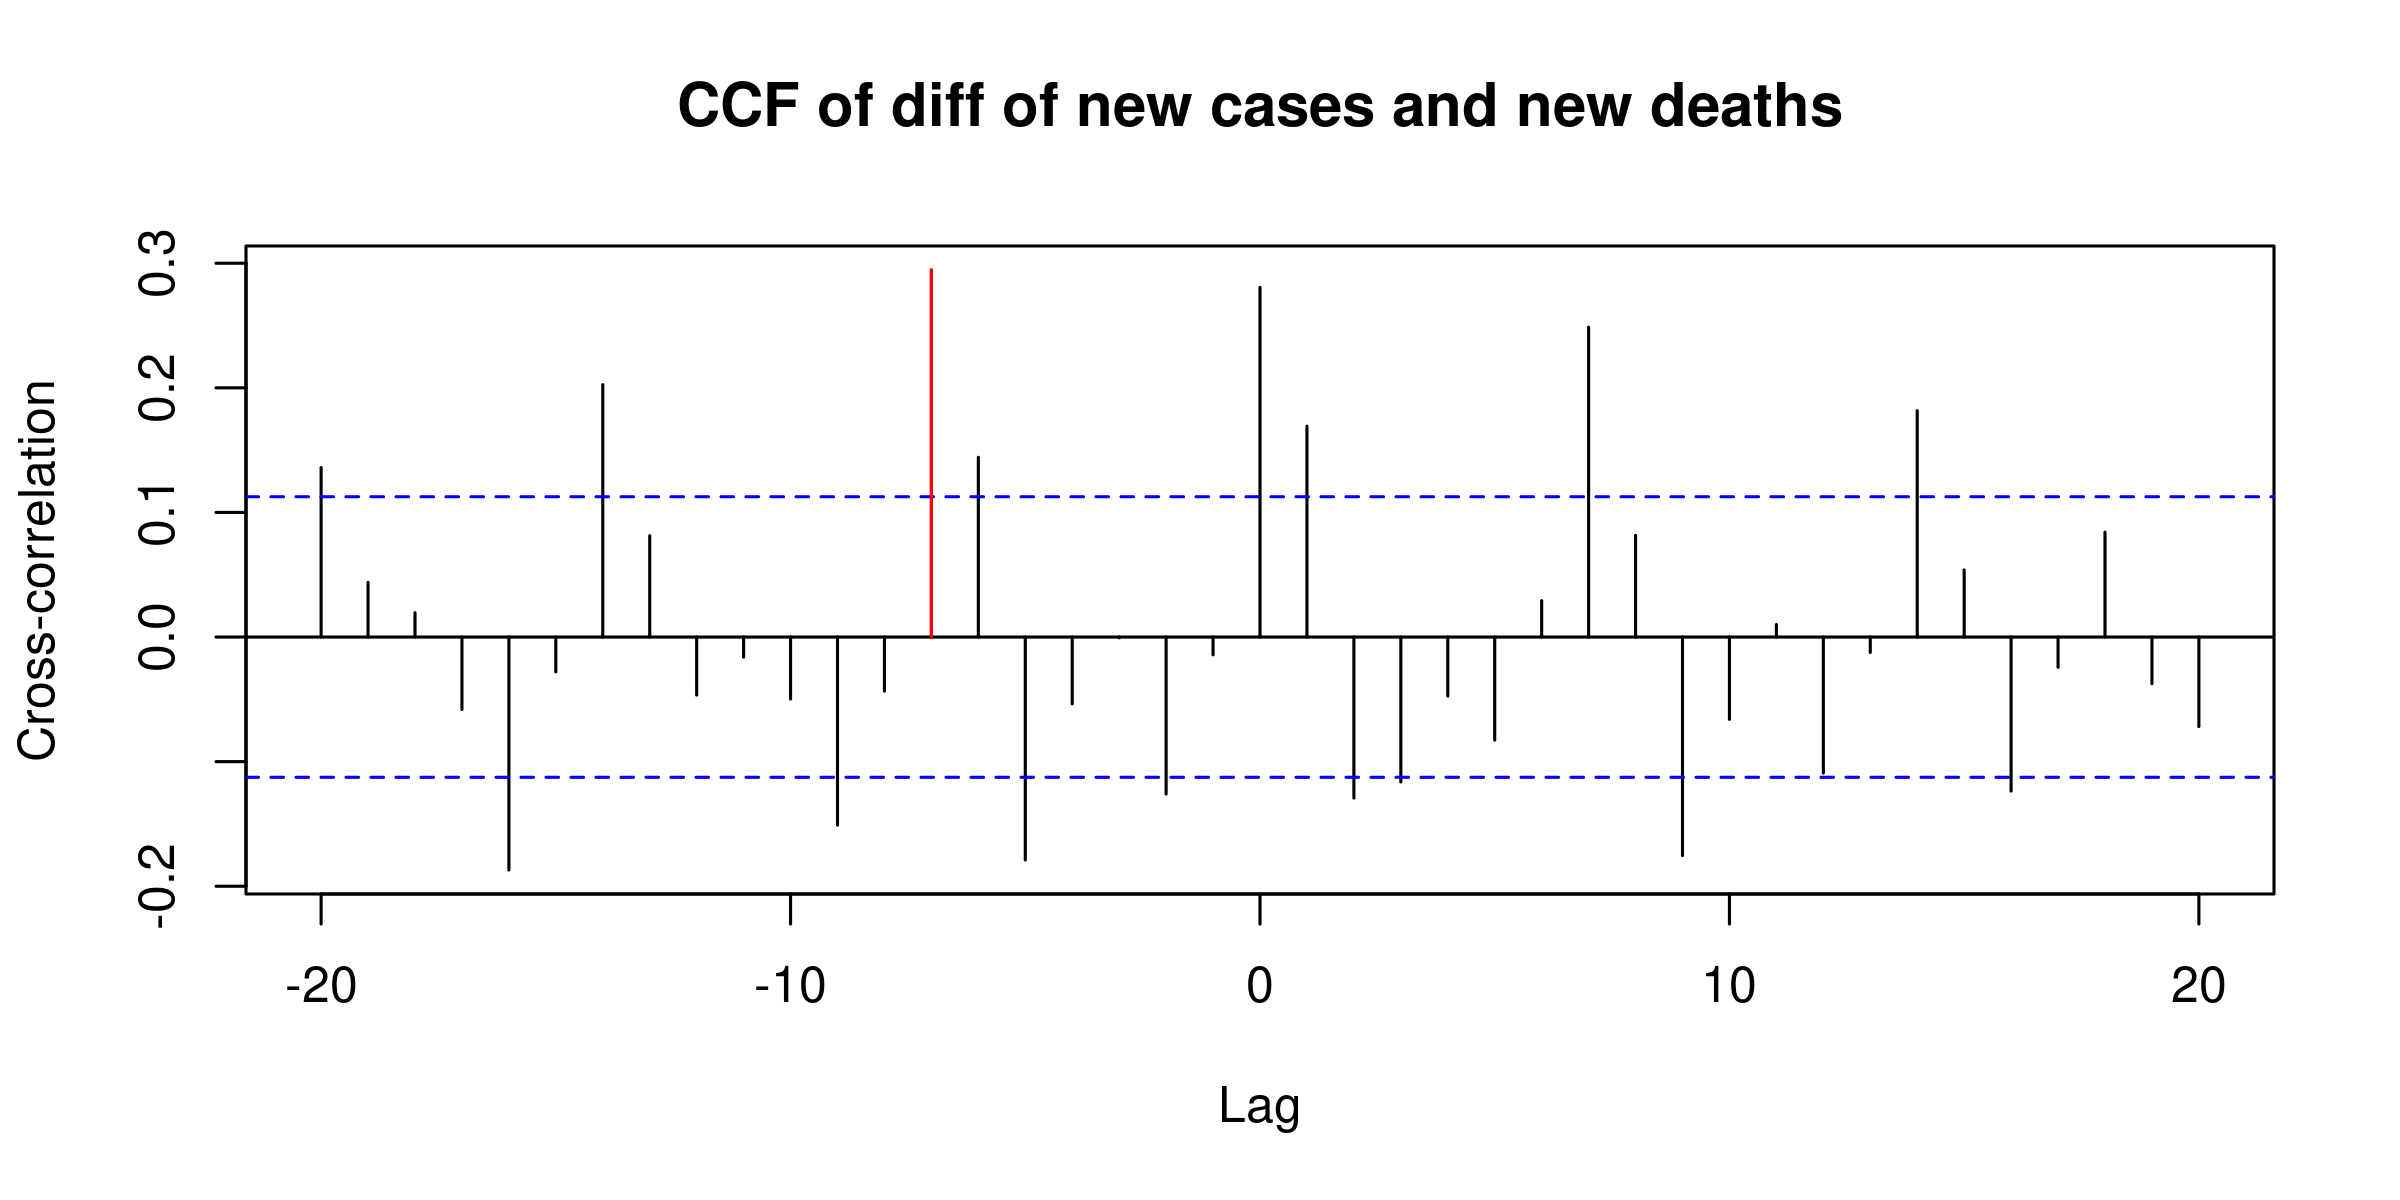 CCF of diff of new cases and new deaths
Cross-correlation
0.3
0.2
0.1
0.0
-0.2
-20 -10 0 10 20
Lag